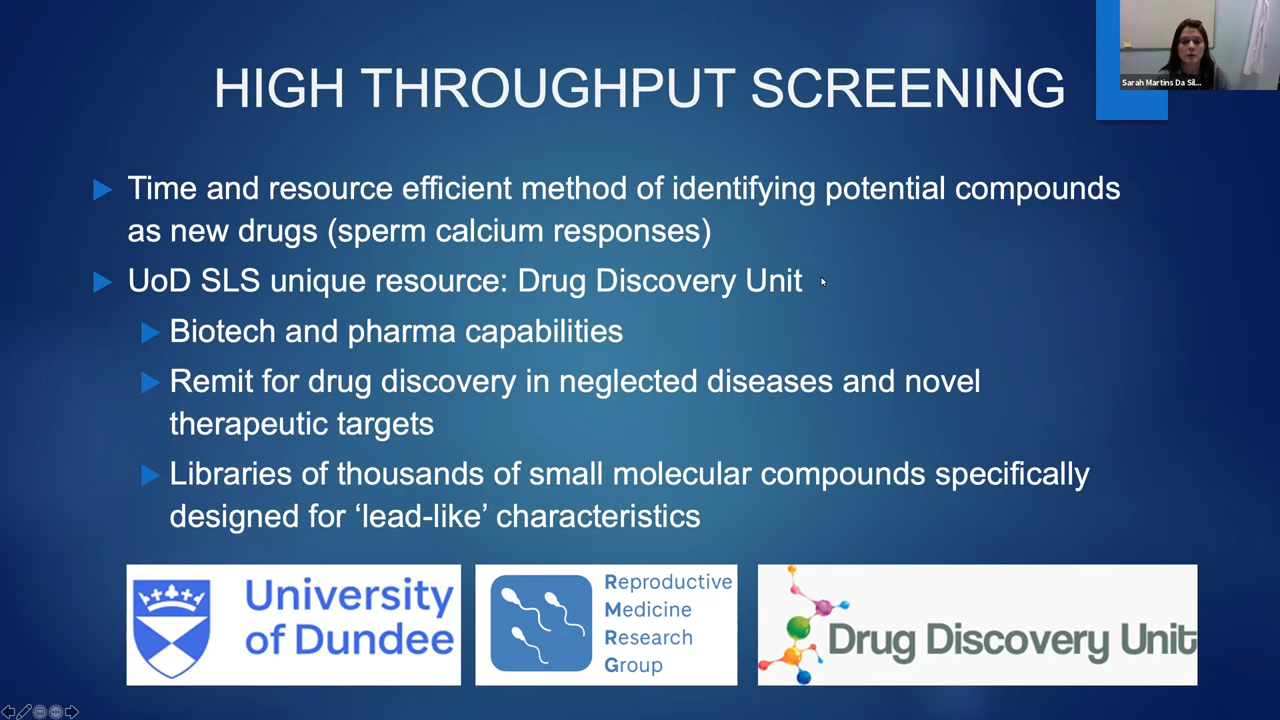 HIGH THROUGHPUT SCREENING
Sarah Martins Da Sil...
Time and resource efficient method of identifying potential compounds
as new drugs (sperm calcium responses)
UoD SLS unique resource: Drug Discovery Unit
Biotech and pharma capabilities
Remit for drug discovery in neglected diseases and novel
therapeutic targets
Libraries of thousands of small molecular compounds specifically
designed for ‘lead-like’ characteristics
University
of Dundee
Reproductive
Medicine
Research
Group
Drug Discovery Unit